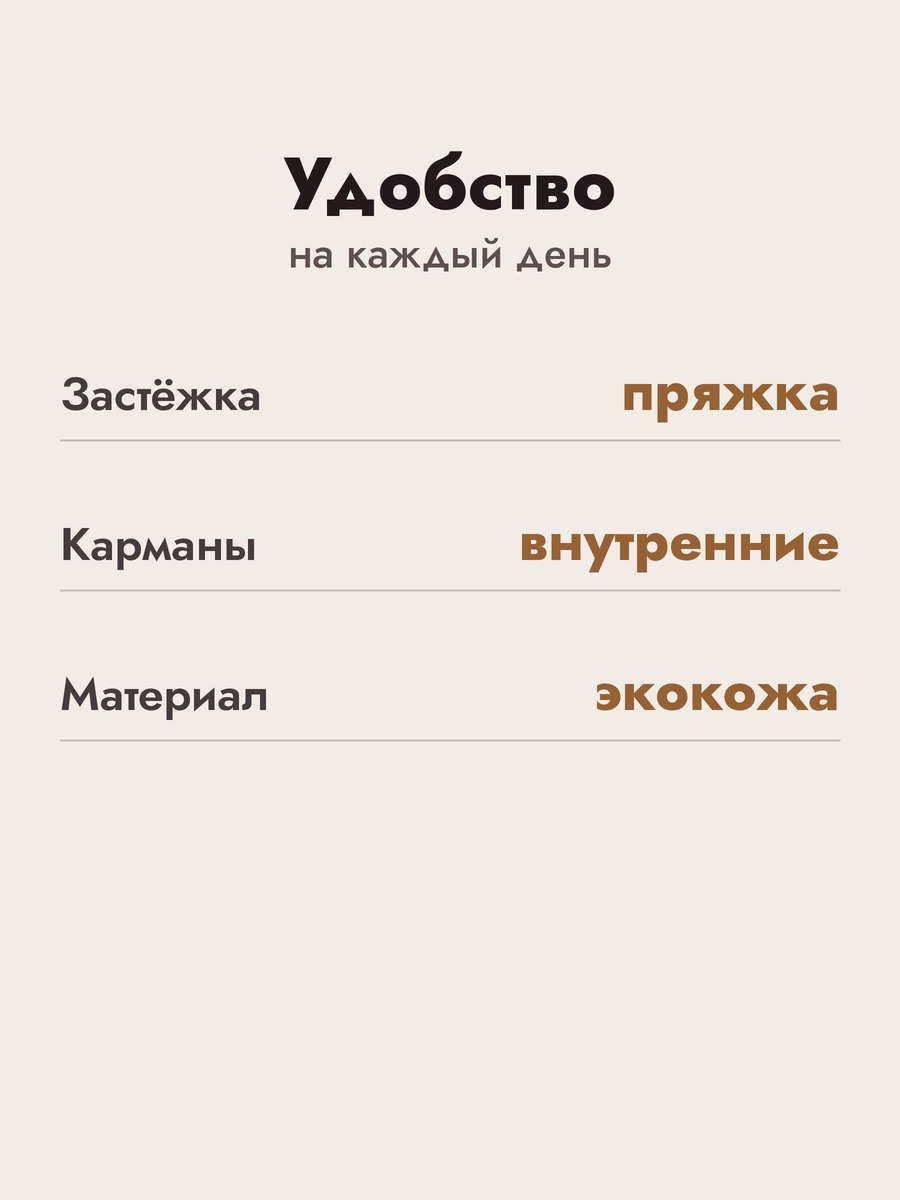 Удобство
на каждый день
Застёжка пряжка
Карманы внутренние
Материал экокожа